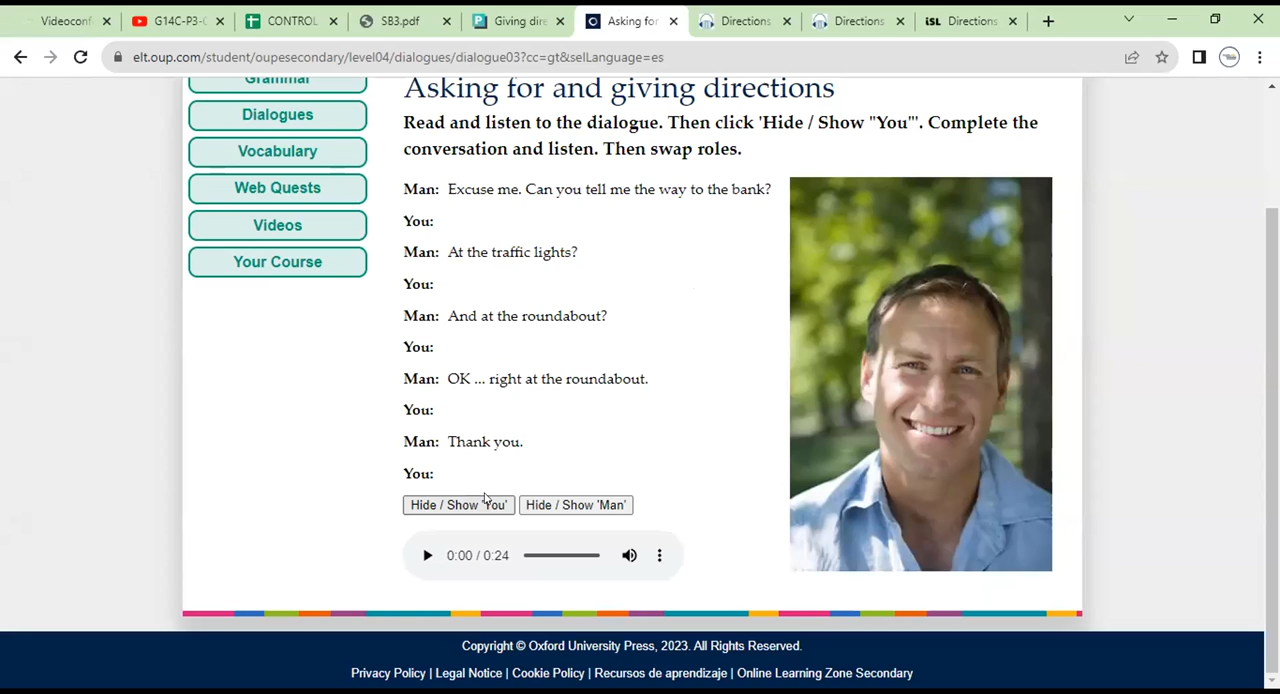 Videoconf
G14C-P3-
CONTROL
SB3.pdf
Giving dire
Asking for
Directions
Directions
iSL Directions
elt.oup.com/student/oupesecondary/level04/dialogues/dialogue03?cc=gt&selLanguage=es
Grammar
Dialogues
Vocabulary
Web Quests
Videos
Your Course
Asking for and giving directions
Read and listen to the dialogue. Then click 'Hide / Show "You"'. Complete the
conversation and listen. Then swap roles.
Man: Excuse me. Can you tell me the way to the bank?
You:
Man: At the traffic lights?
You:
Man: And at the roundabout?
You:
Man: OK ... right at the roundabout.
You:
Man: Thank you.
You:
Hide / Show 'You' Hide / Show 'Man'
0:00 / 0:24
Copyright © Oxford University Press, 2023. All Rights Reserved.
Privacy Policy | Legal Notice | Cookie Policy | Recursos de aprendizaje | Online Learning Zone Secondary